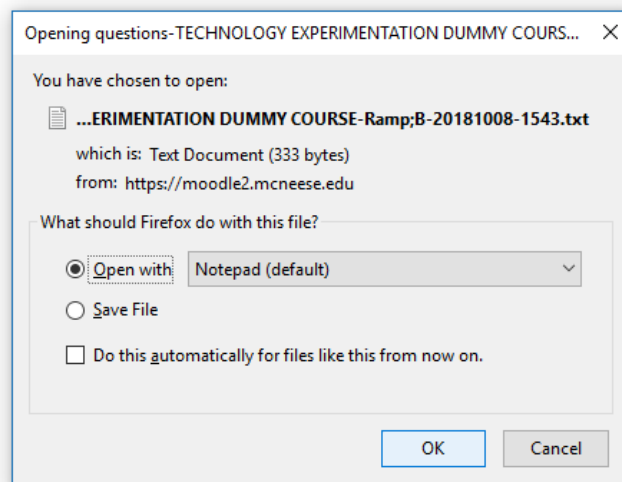 Opening questions-TECHNOLOGY EXPERIMENTATION DUMMY COURS...
You have chosen to open:
...ERIMENTATION DUMMY COURSE-Ramp;B-20181008-1543.txt
which is: Text Document (333 bytes)
from: https://moodle2.mcneese.edu
What should Firefox do with this file?
Open with Notepad (default)
Save File
Do this automatically for files like this from now on.
OK Cancel